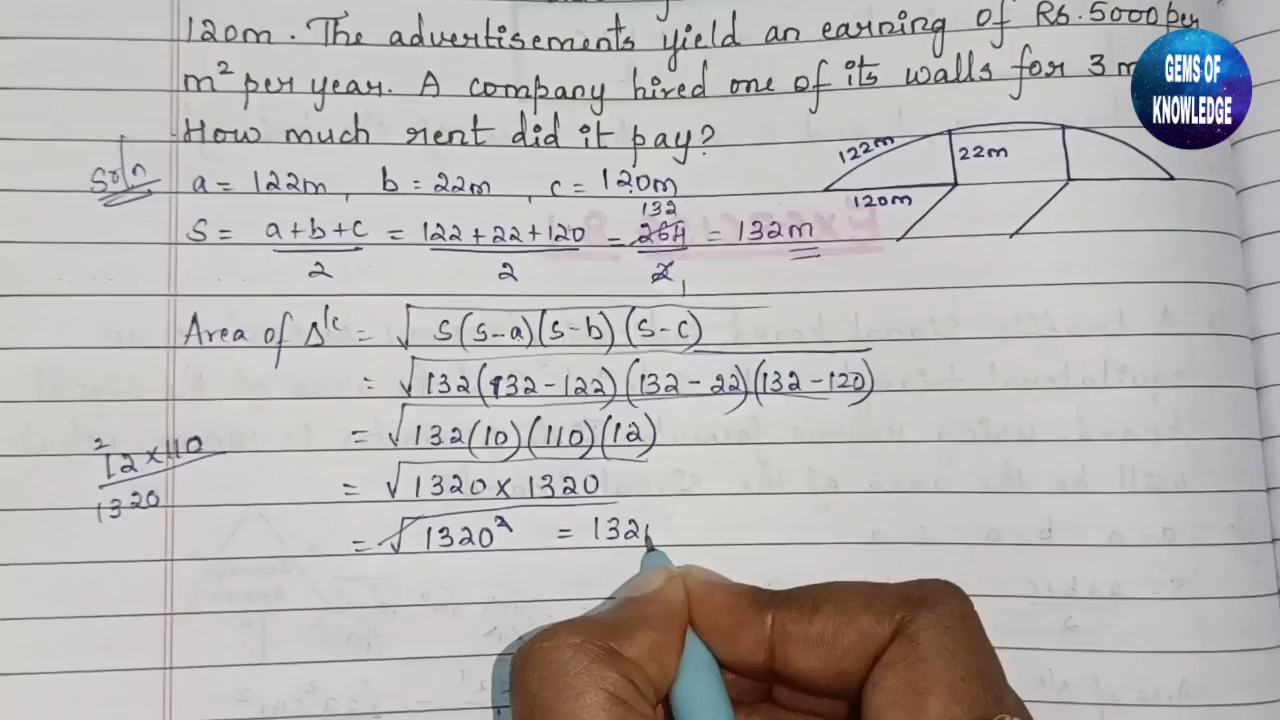 120m. The advertisements yield an earning of Rs. 5000 per
m² per year. A company hired one of its walls for 3 m
How much rent did it pay?
GEMS OF
KNOWLEDGE
122m
22m
120m
Soln
a = 122m, b = 22m, c = 120m
S = a+b+c / 2 = 122+22+120 / 2 = 264 / 2 = 132m
132
1
Area of Δlc = √S(S-a)(S-b)(S-c)
= √132(132-122)(132-22)(132-120)
= √132(10)(110)(12)
2
12×110
1320
= √1320×1320
= √1320² = 132